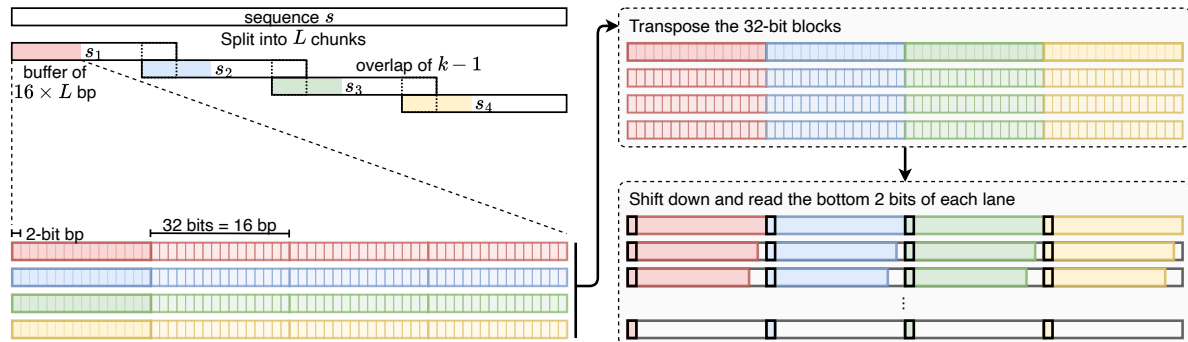 sequence s
Split into L chunks
s₁
buffer of
16 × L bp
s₂
overlap of k − 1
s₃
s₄
2-bit bp
32 bits = 16 bp
Transpose the 32-bit blocks
Shift down and read the bottom 2 bits of each lane
⋮